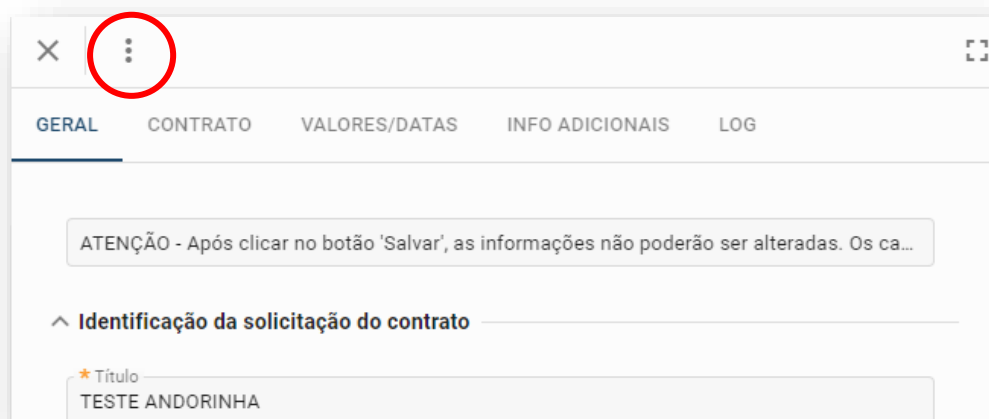 GERAL CONTRATO VALORES/DATAS INFO ADICIONAIS LOG
ATENÇÃO - Após clicar no botão 'Salvar', as informações não poderão ser alteradas. Os ca...
Identificação da solicitação do contrato
* Título
TESTE ANDORINHA